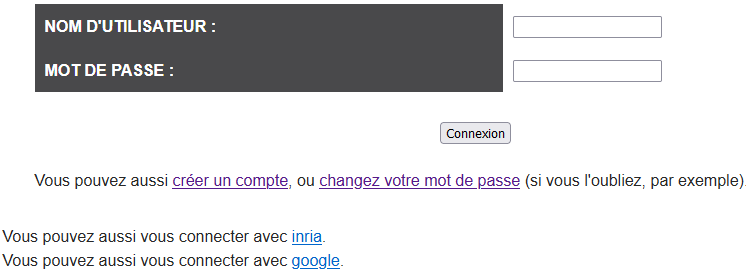 NOM D'UTILISATEUR :
MOT DE PASSE :
Connexion
Vous pouvez aussi créer un compte, ou changez votre mot de passe (si vous l'oubliez, par exemple).
Vous pouvez aussi vous connecter avec inria.
Vous pouvez aussi vous connecter avec google.